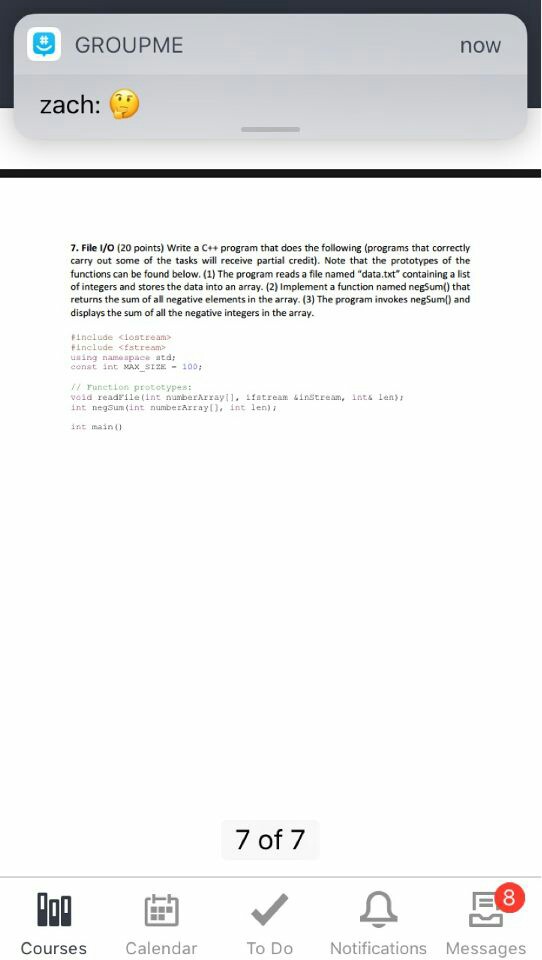 GROUPME
now
zach: 🤔
7. File I/O (20 points) Write a C++ program that does the following (programs that correctly
carry out some of the tasks will receive partial credit). Note that the prototypes of the
functions can be found below. (1) The program reads a file named "data.txt" containing a list
of integers and stores the data into an array. (2) Implement a function named negSum() that
returns the sum of all negative elements in the array. (3) The program invokes negSum() and
displays the sum of all the negative integers in the array.
#include <iostream>
#include <fstream>
using namespace std;
const int MAX_SIZE = 100;
// Function prototypes:
void readFile(int numberArray[], ifstream &inStream, int& len);
int negSum(int numberArray[], int len);
int main()
7 of 7
8
Courses Calendar To Do Notifications Messages